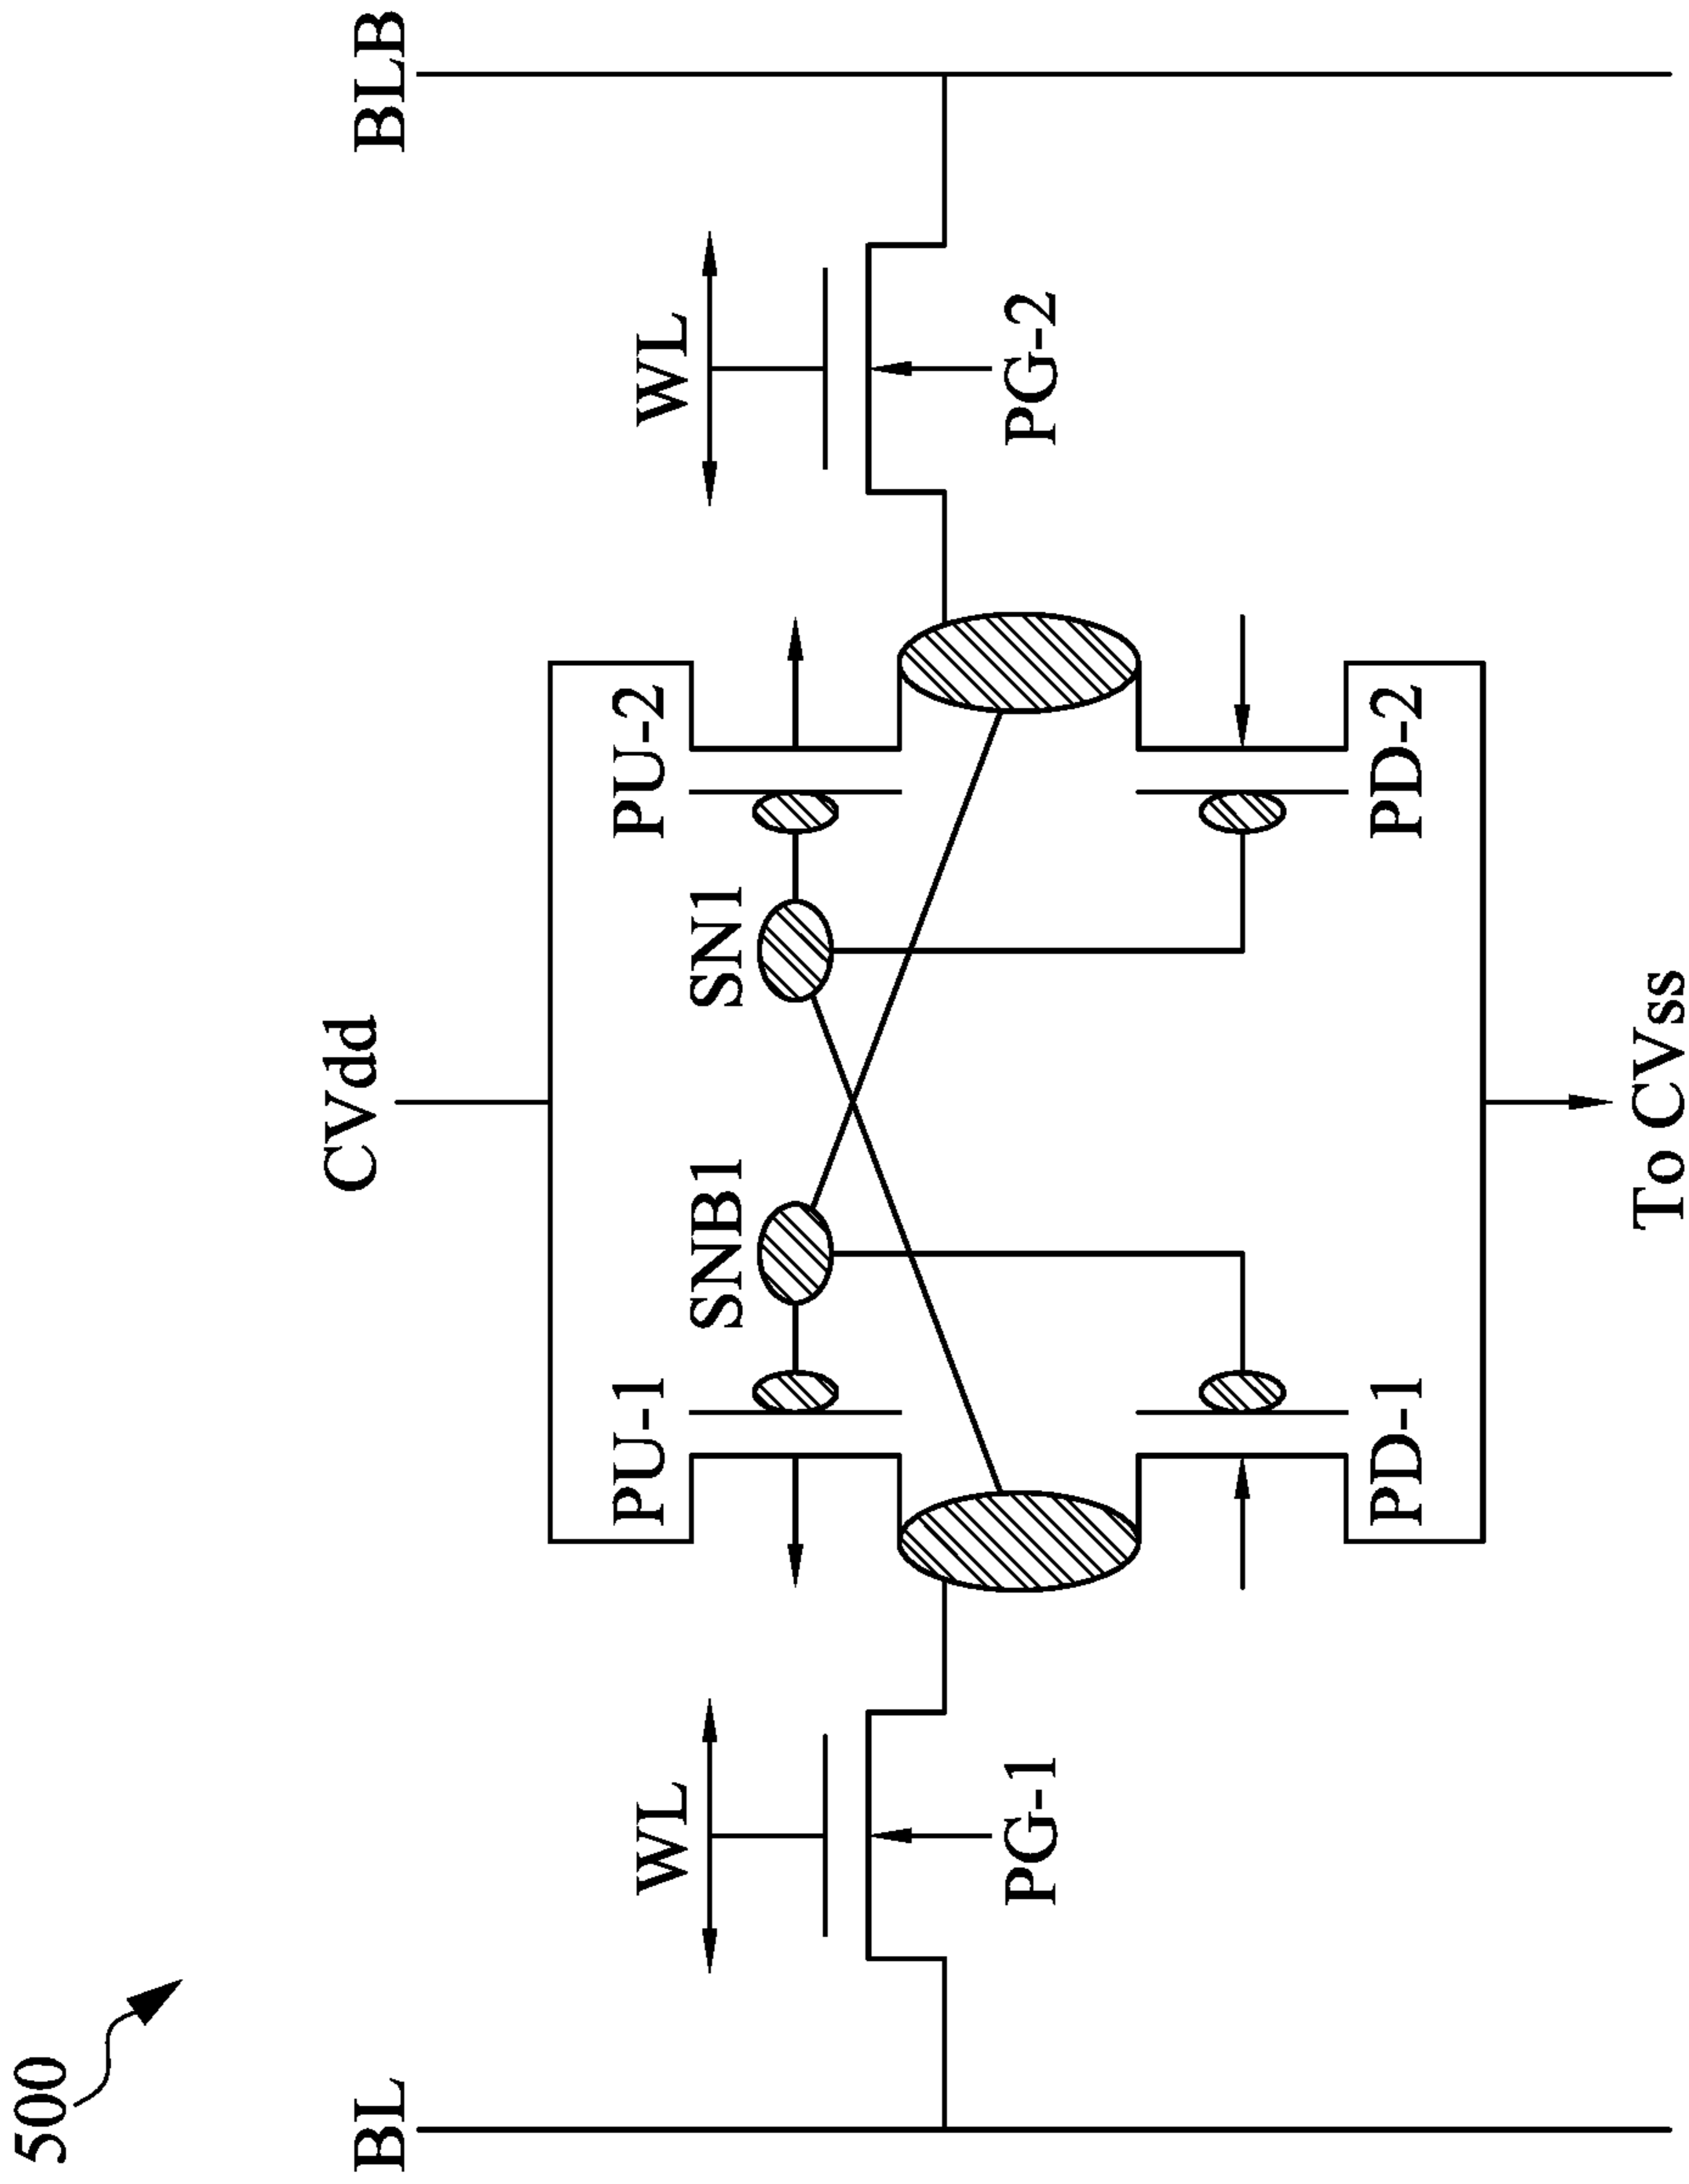 500
BL
CVdd
BLB
WL
WL
PU-1
PU-2
SNB1
SN1
PG-1
PG-2
PD-1
PD-2
To CVss